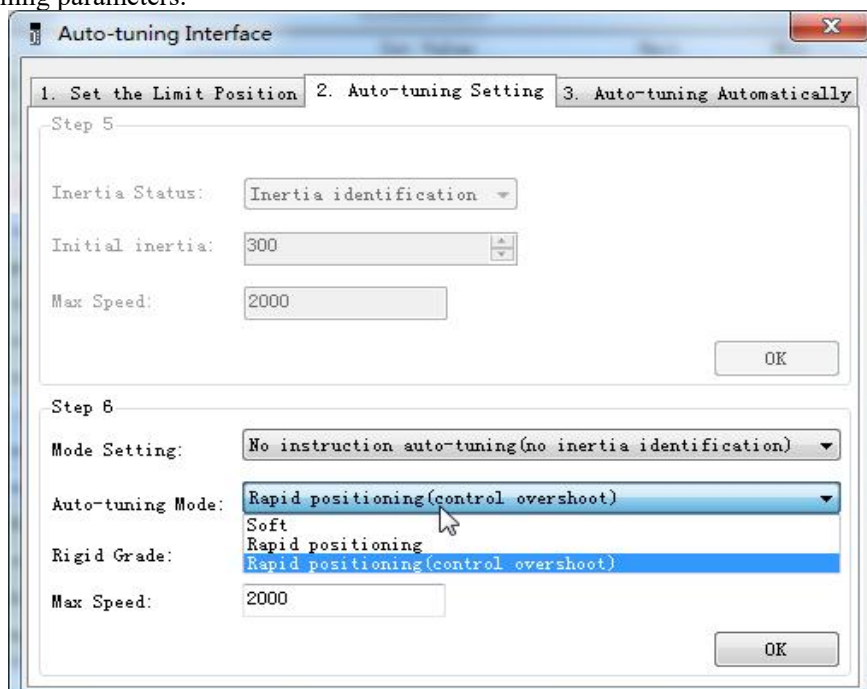 ning parameters.
Auto-tuning Interface
1. Set the Limit Position 2. Auto-tuning Setting 3. Auto-tuning Automatically
Step 5
Inertia Status: Inertia identification
Initial inertia: 300
Max Speed: 2000
OK
Step 6
Mode Setting: No instruction auto-tuning(no inertia identification)
Auto-tuning Mode: Rapid positioning(control overshoot)
Soft
Rapid positioning
Rigid Grade: Rapid positioning(control overshoot)
Max Speed: 2000
OK